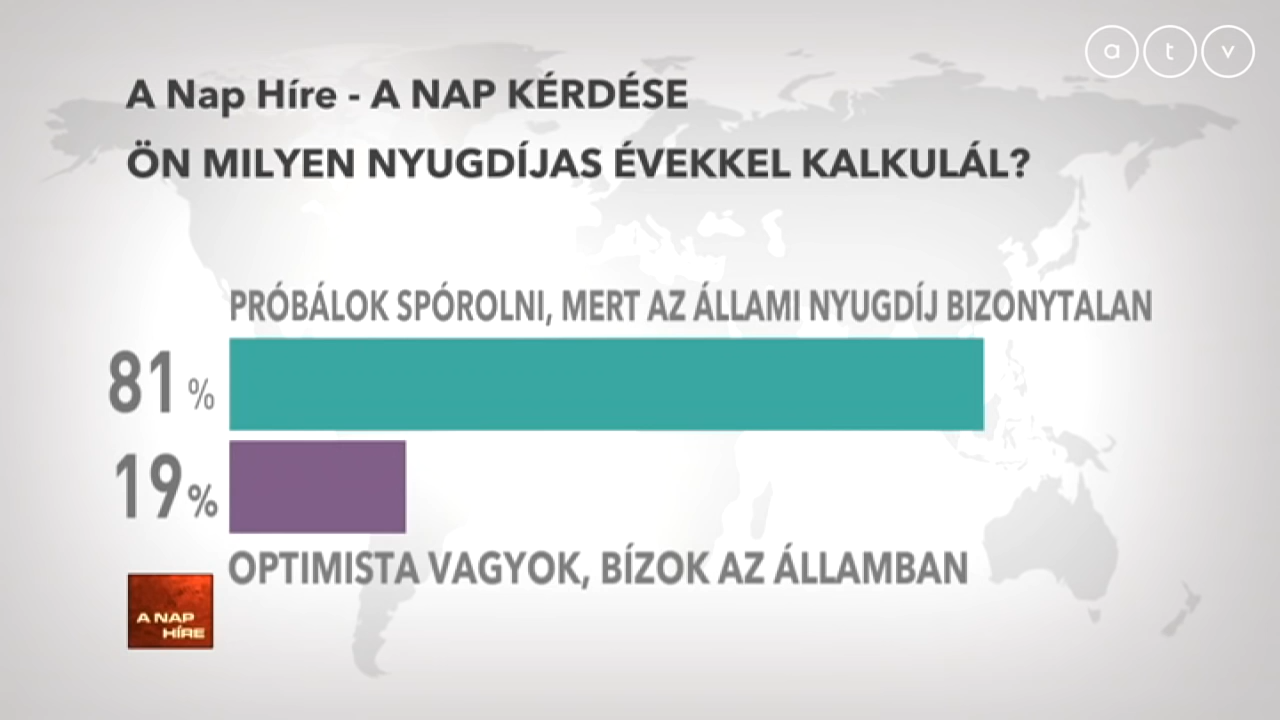 a t v
A Nap Híre - A NAP KÉRDÉSE
ÖN MILYEN NYUGDÍJAS ÉVEKKEL KALKULÁL?
PRÓBÁLOK SPÓROLNI, MERT AZ ÁLLAMI NYUGDÍJ BIZONYTALAN
81 %
19 %
OPTIMISTA VAGYOK, BÍZOK AZ ÁLLAMBAN
A NAP
HÍRE